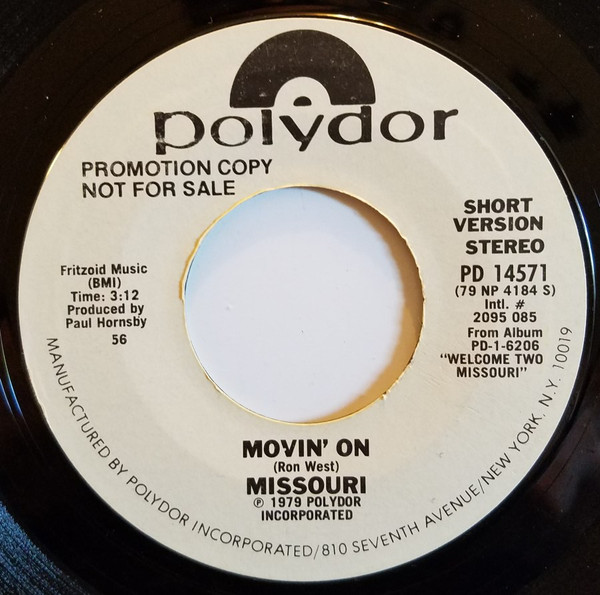 polydor
PROMOTION COPY
NOT FOR SALE
SHORT
VERSION
STEREO
PD 14571
(79 NP 4184 S)
Intl. #
2095 085
From Album
PD-1-6206
"WELCOME TWO
MISSOURI"
Fritzoid Music
(BMI)
Time: 3:12
Produced by
Paul Hornsby
56
MOVIN' ON
(Ron West)
MISSOURI
℗ 1979 POLYDOR
INCORPORATED
MANUFACTURED BY POLYDOR INCORPORATED/810 SEVENTH AVENUE/NEW YORK, N.Y. 10019